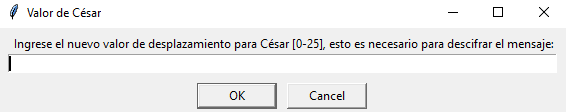 Valor de César
Ingrese el nuevo valor de desplazamiento para César [0-25], esto es necesario para descifrar el mensaje:
OK
Cancel